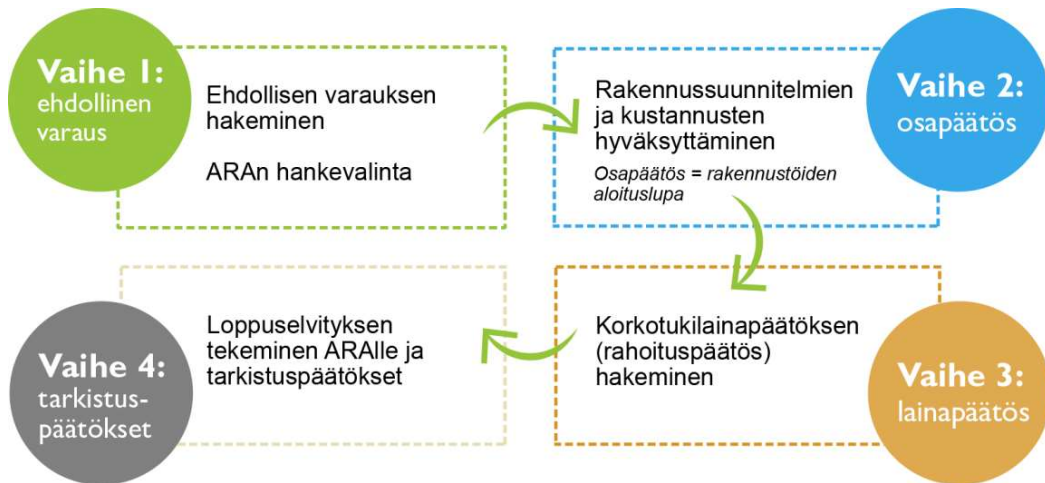 Vaihe 1:
ehdollinen
varaus
Ehdollisen varauksen
hakeminen
ARAn hankevalinta
Rakennussuunnitelmien
ja kustannusten
hyväksyttäminen
Osapäätös = rakennustöiden
aloituslupa
Vaihe 2:
osapäätös
Korkotukilainapäätöksen
(rahoituspäätös)
hakeminen
Vaihe 3:
lainapäätös
Loppuselvityksen
tekeminen ARAlle ja
tarkistuspäätökset
Vaihe 4:
tarkistus-
päätökset